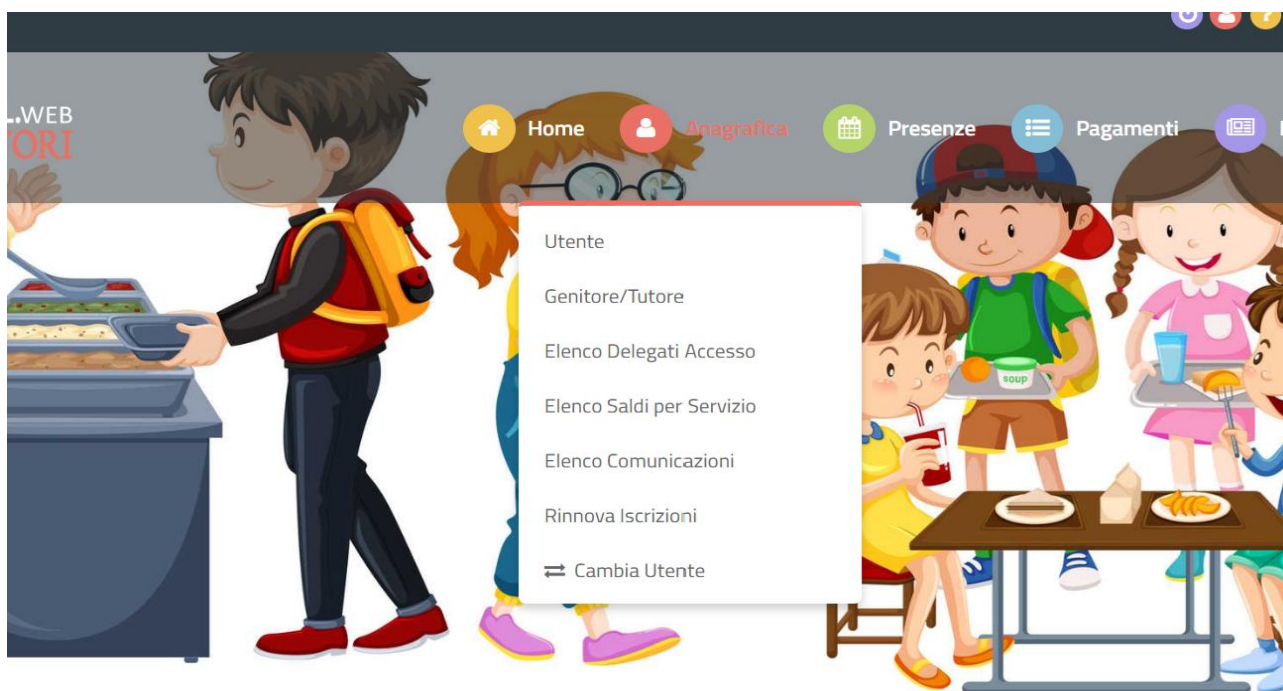 ..WEB
ORI
Home
Anagrafica
Presenze
Pagamenti
Utente
Genitore/Tutore
Elenco Delegati Accesso
Elenco Saldi per Servizio
Elenco Comunicazioni
Rinnova Iscrizioni
Cambia Utente
soup